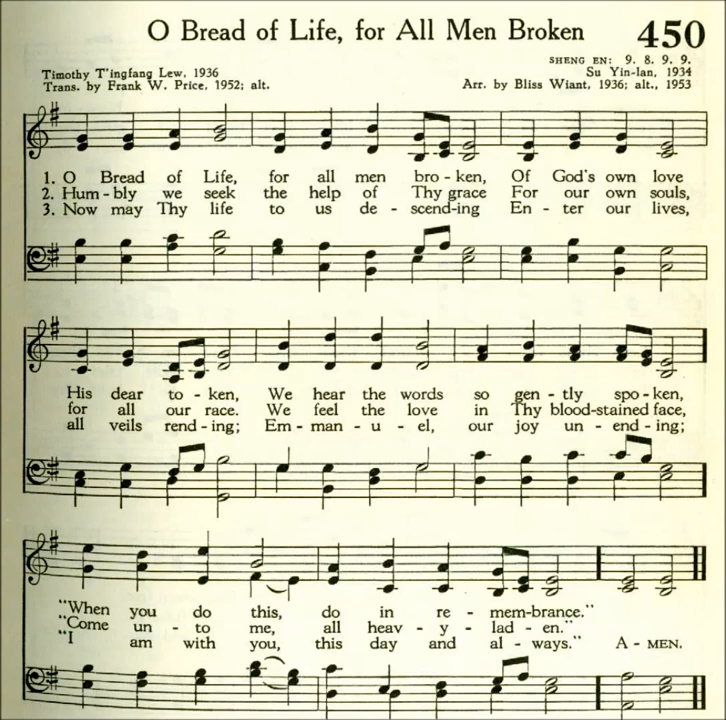 O Bread of Life, for All Men Broken 450
SHENG EN: 9. 8. 9. 9.
Timothy T'ingfang Lew, 1936 Su Yin-lan, 1934
Trans. by Frank W. Price, 1952; alt. Arr. by Bliss Wiant, 1936; alt., 1953
1. O Bread of Life, for all men bro - ken, Of God's own love
2. Hum - bly we seek the help of Thy grace For our own souls,
3. Now may Thy life to us de - scend-ing En - ter our lives,
His dear to - ken, We hear the words so gen - tly spo - ken,
for all our race. We feel the love in Thy blood-stained face,
all veils rend - ing; Em - man - u - el, our joy un - end - ing;
"When you do this, do in re - mem-brance."
"Come un - to me, all heav - y - lad - en."
"I am with you, this day and al - ways." A - MEN.